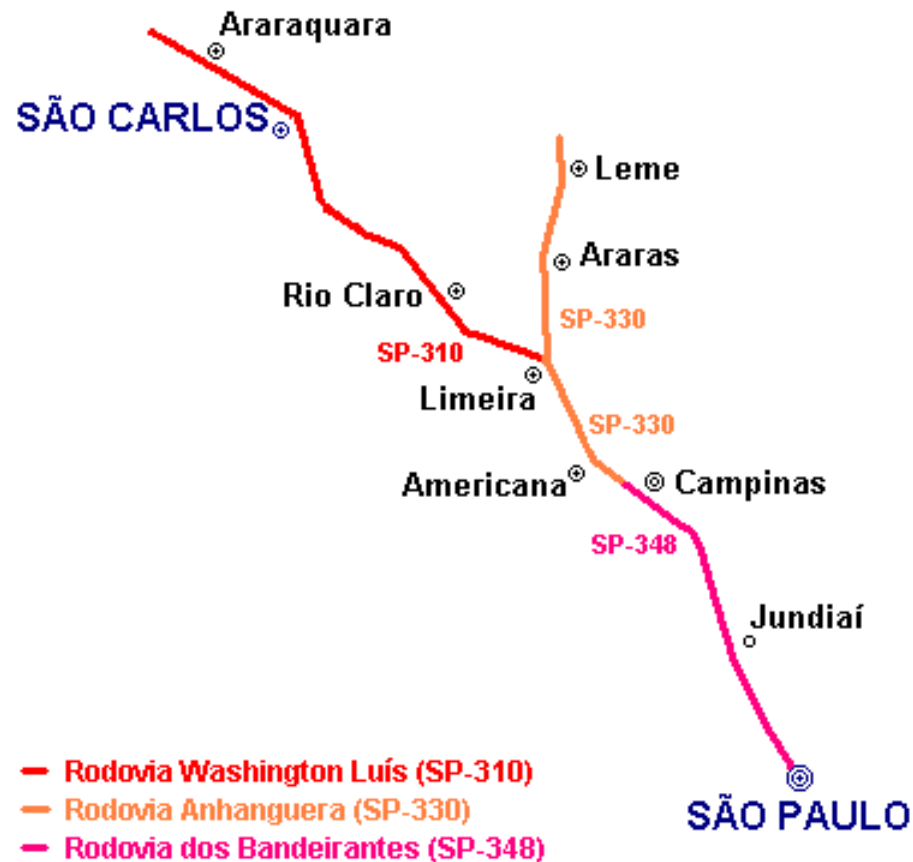 Araraquara
SÃO CARLOS
Leme
Araras
Rio Claro
SP-330
SP-310
Limeira
SP-330
Americana
Campinas
SP-348
Jundiaí
Rodovia Washington Luís (SP-310)
Rodovia Anhanguera (SP-330)
SÃO PAULO
Rodovia dos Bandeirantes (SP-348)